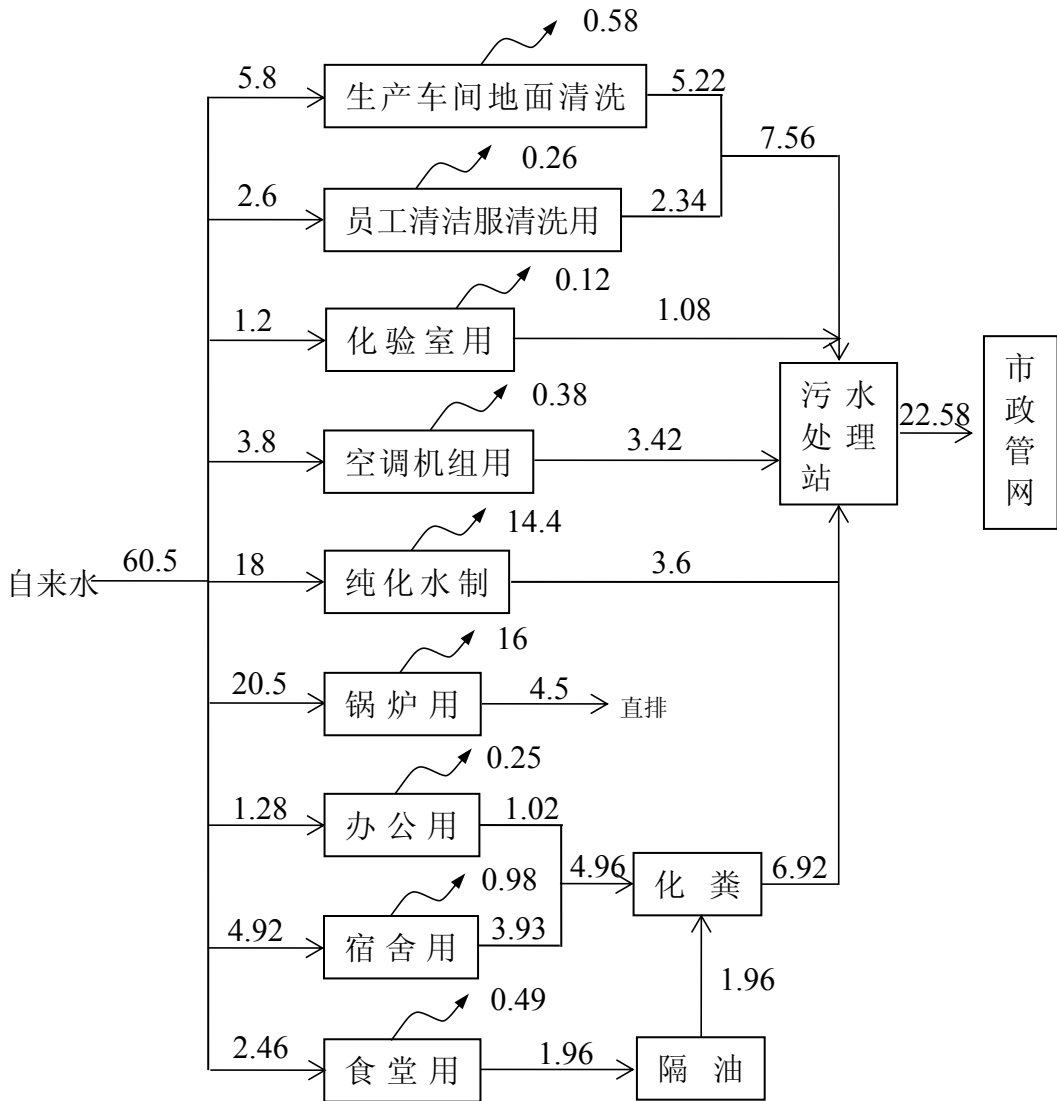 0.58
5.8
生产车间地面清洗
5.22
7.56
0.26
2.6
员工清洁服清洗用
2.34
0.12
1.2
化验室用
1.08
0.38
3.8
空调机组用
3.42
污水
处理
站
22.58
市
政
管
网
14.4
自来水
60.5
18
纯化水制
3.6
16
20.5
锅炉用
4.5
直排
0.25
1.28
办公用
1.02
4.96
化粪
6.92
0.98
4.92
宿舍用
3.93
1.96
0.49
2.46
食堂用
1.96
隔油